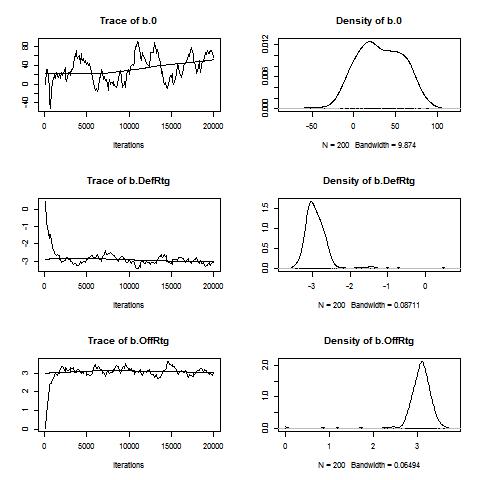 Trace of b.0
Density of b.0
80
40
0
-40
0.012
0.006
0.000
0 5000 10000 15000 20000
-50 0 50 100
Iterations
N = 200 Bandwidth = 9.874
Trace of b.DefRtg
Density of b.DefRtg
0
-1
-2
-3
1.5
1.0
0.5
0.0
0 5000 10000 15000 20000
-3 -2 -1 0
Iterations
N = 200 Bandwidth = 0.08711
Trace of b.OffRtg
Density of b.OffRtg
3
2
1
0
2.0
1.0
0.0
0 5000 10000 15000 20000
0 1 2 3
Iterations
N = 200 Bandwidth = 0.06494